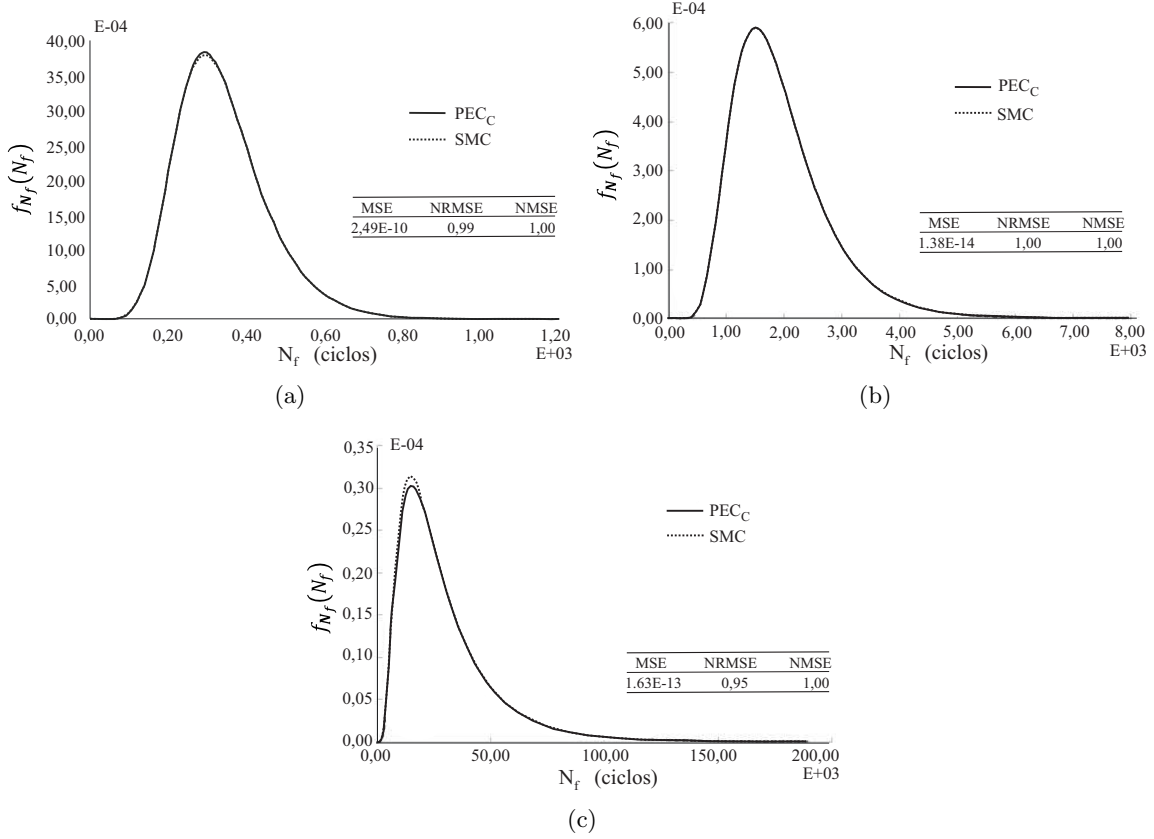 E-04
40,00
35,00
30,00
25,00
20,00
15,00
10,00
5,00
0,00
f_{N_f}(N_f)
PEC_C
SMC
MSE NRMSE NMSE
2,49E-10 0,99 1,00
0,00 0,20 0,40 0,60 0,80 1,00 1,20
E+03
N_f (ciclos)
(a)
E-04
6,00
5,00
4,00
3,00
2,00
1,00
0,00
f_{N_f}(N_f)
PEC_C
SMC
MSE NRMSE NMSE
1.38E-14 1,00 1,00
0,00 1,00 2,00 3,00 4,00 5,00 6,00 7,00 8,00
E+03
N_f (ciclos)
(b)
E-04
0,35
0,30
0,25
0,20
0,15
0,10
0,05
0,00
f_{N_f}(N_f)
PEC_C
SMC
MSE NRMSE NMSE
1.63E-13 0,95 1,00
0,00 50,00 100,00 150,00 200,00
E+03
N_f (ciclos)
(c)